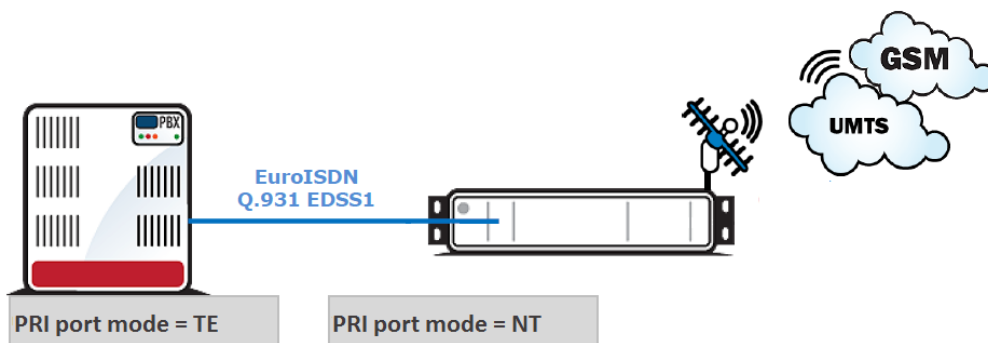 GSM
UMTS
PBX
EuroISDN
Q.931 EDSS1
PRI port mode = TE
PRI port mode = NT